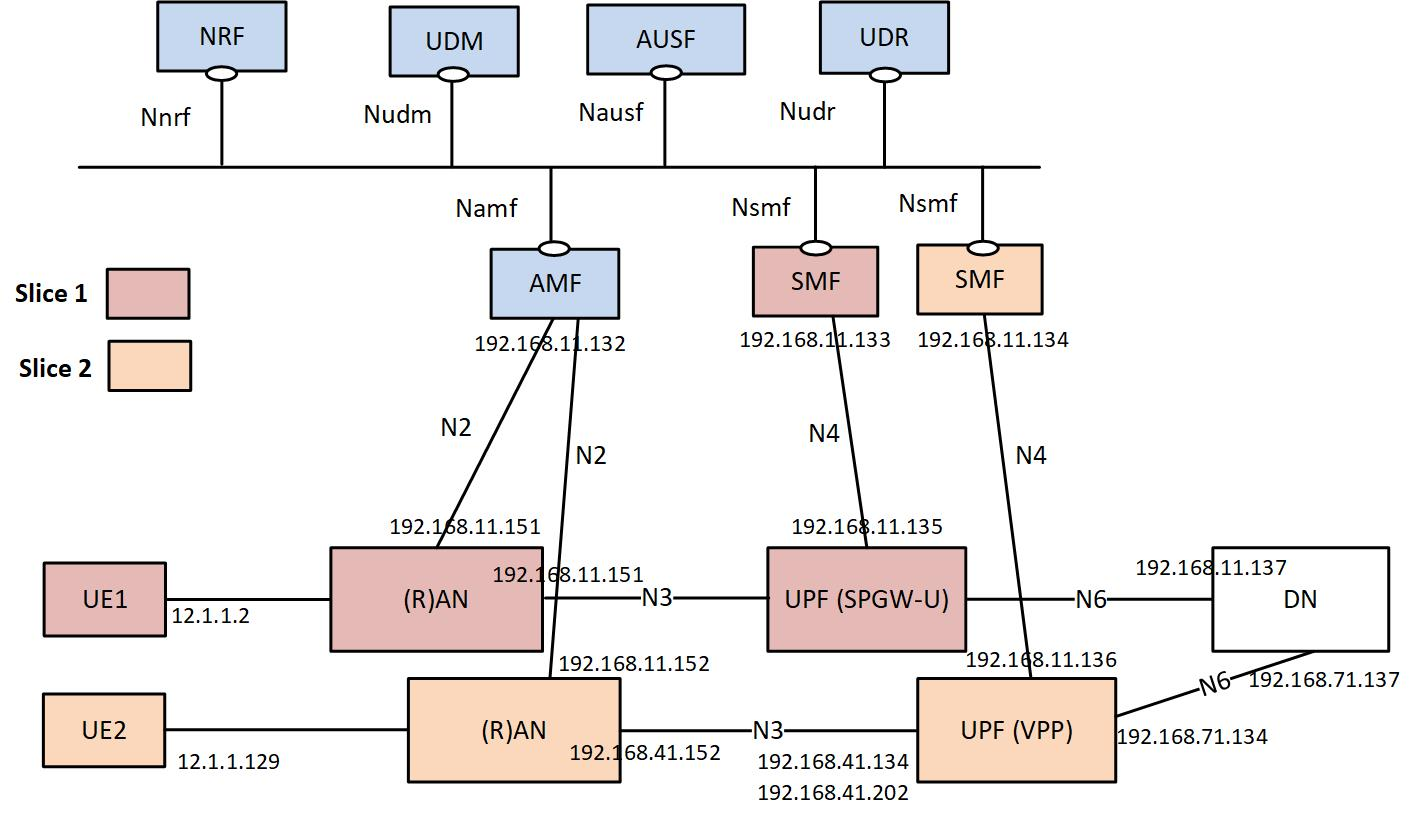 NRF
UDM
AUSF
UDR
Nnrf
Nudm
Nausf
Nudr
Namf
Nsmf
Nsmf
AMF
SMF
SMF
Slice 1
Slice 2
192.168.11.132
192.168.11.133
192.168.11.134
N2
N2
N4
N4
192.168.11.151
192.168.11.135
192.168.11.137
192.168.11.151
UE1
12.1.1.2
(R)AN
N3
UPF (SPGW-U)
N6
DN
192.168.11.152
192.168.11.136
N6
192.168.71.137
UE2
12.1.1.129
(R)AN
192.168.41.152
N3
192.168.41.134
192.168.41.202
UPF (VPP)
192.168.71.134